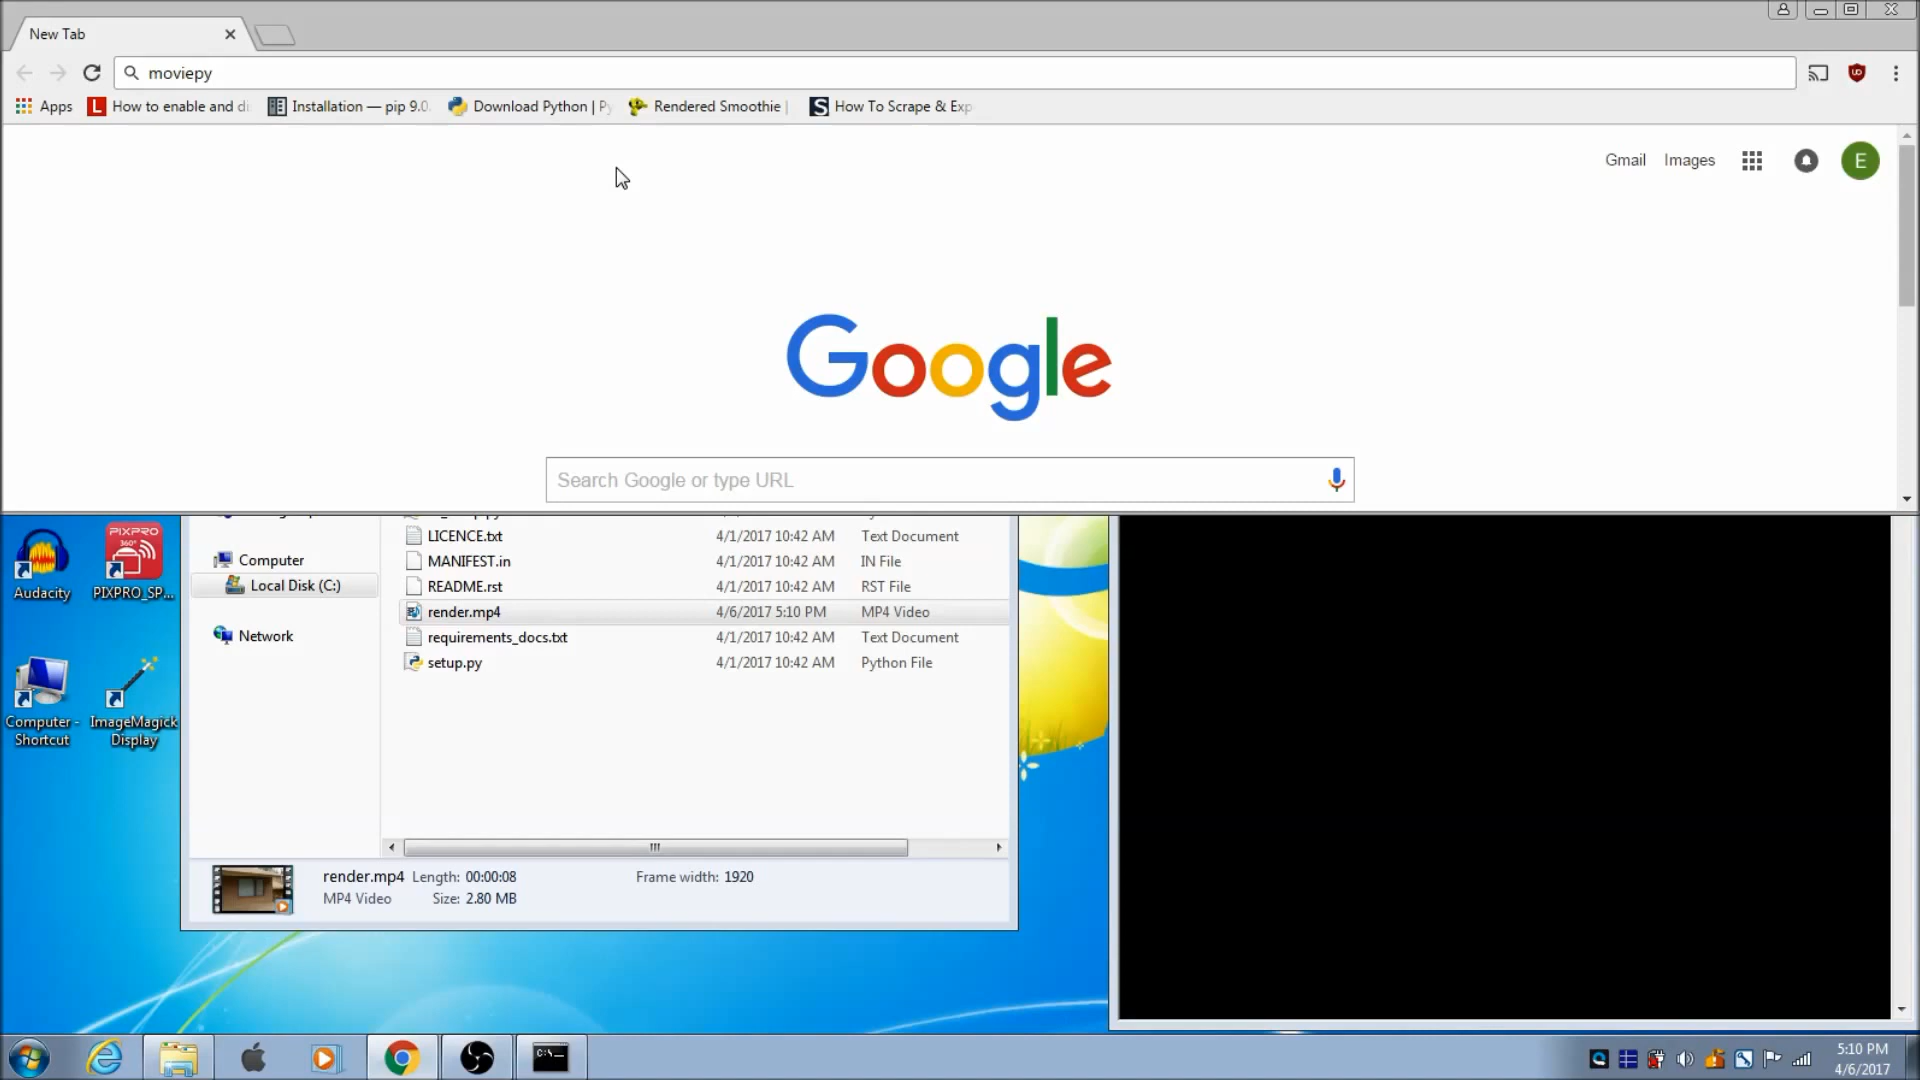 New Tab
moviepy
Apps
How to enable and di
Installation — pip 9.0.
Download Python | Py
Rendered Smoothie |
How To Scrape & Exp
Gmail
Images
E
Google
Search Google or type URL
Audacity
PIXPRO
360°
PIXPRO_SP...
Computer -
Shortcut
ImageMagick
Display
Computer
Local Disk (C:)
Network
LICENCE.txt 4/1/2017 10:42 AM Text Document
MANIFEST.in 4/1/2017 10:42 AM IN File
README.rst 4/1/2017 10:42 AM RST File
render.mp4 4/6/2017 5:10 PM MP4 Video
requirements_docs.txt 4/1/2017 10:42 AM Text Document
setup.py 4/1/2017 10:42 AM Python File
render.mp4 Length: 00:00:08 Frame width: 1920
MP4 Video Size: 2.80 MB
5:10 PM
4/6/2017